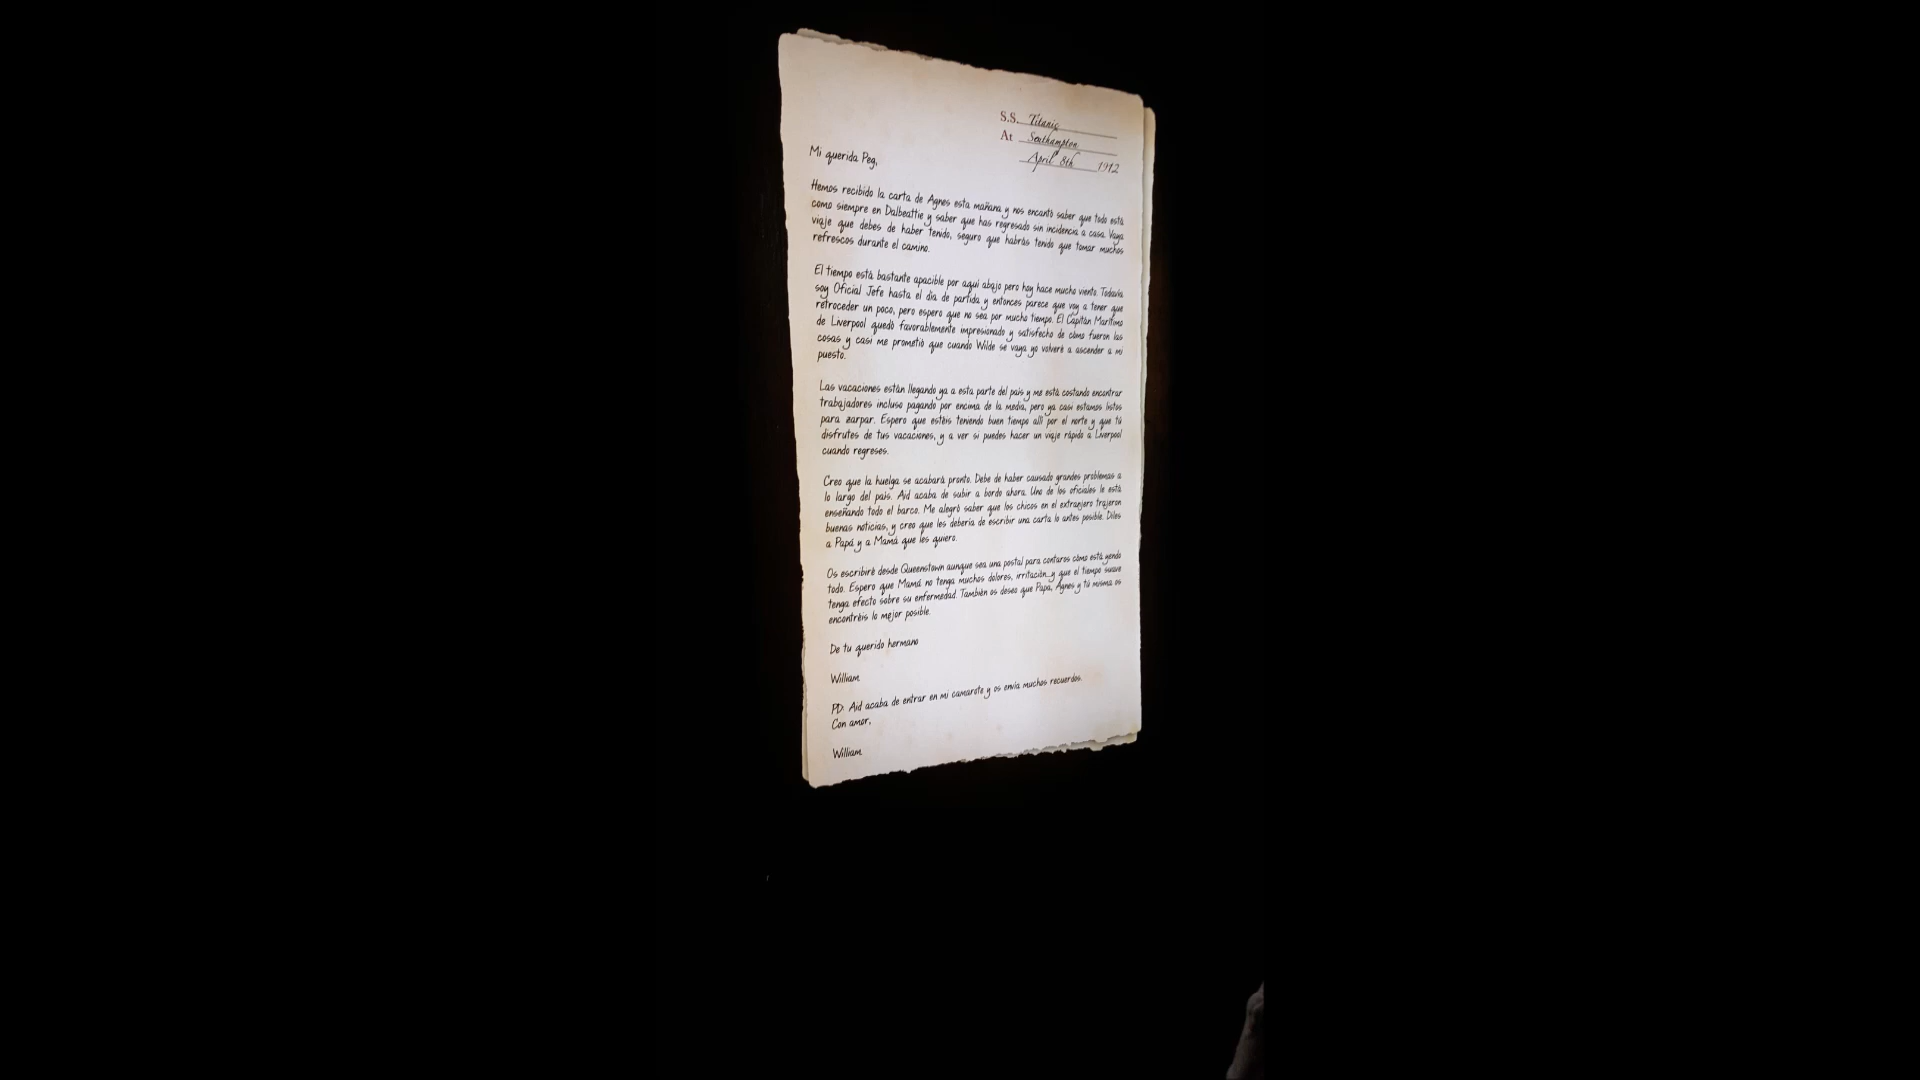 S.S. Titanic
At Southampton
April 8th 1912
Mi querida Peg,
Hemos recibido la carta de Agnes esta mañana y nos encantó saber que todo está
como siempre en Dalbeattie y saber que has regresado sin incidencia a casa. Vaya
viaje que debes de haber tenido, seguro que habrás tenido que tomar muchos
refrescos durante el camino.
El tiempo está bastante apacible por aquí abajo pero hoy hace mucho viento. Todavía
soy Oficial Jefe hasta el día de partida y entonces parece que voy a tener que
retroceder un poco, pero espero que no sea por mucho tiempo. El Capitán Marítimo
de Liverpool quedó favorablemente impresionado y satisfecho de cómo fueron las
cosas y casi me prometió que cuando Wilde se vaya yo volveré a ascender a mi
puesto.
Las vacaciones están llegando ya a esta parte del país y me está costando encontrar
trabajadores incluso pagando por encima de la media, pero ya casi estamos listos
para zarpar. Espero que estéis teniendo buen tiempo allí por el norte y que tú
disfrutes de tus vacaciones, y a ver si puedes hacer un viaje rápido a Liverpool
cuando regreses.
Creo que la huelga se acabará pronto. Debe de haber causado grandes problemas a
lo largo del país. Aid acaba de subir a bordo ahora. Uno de los oficiales le está
enseñando todo el barco. Me alegró saber que los chicos en el extranjero trajeron
buenas noticias, y creo que les debería de escribir una carta lo antes posible. Diles
a Papá y a Mamá que les quiero.
Os escribiré desde Queenstown aunque sea una postal para contaros cómo está yendo
todo. Espero que Mamá no tenga muchos dolores, irritación y que el tiempo suave
tenga efecto sobre su enfermedad. También os deseo que Papá, Agnes y tú misma os
encontréis lo mejor posible.
De tu querido hermano
William
PD: Aid acaba de entrar en mi camarote y os envía muchos recuerdos.
Con amor,
William